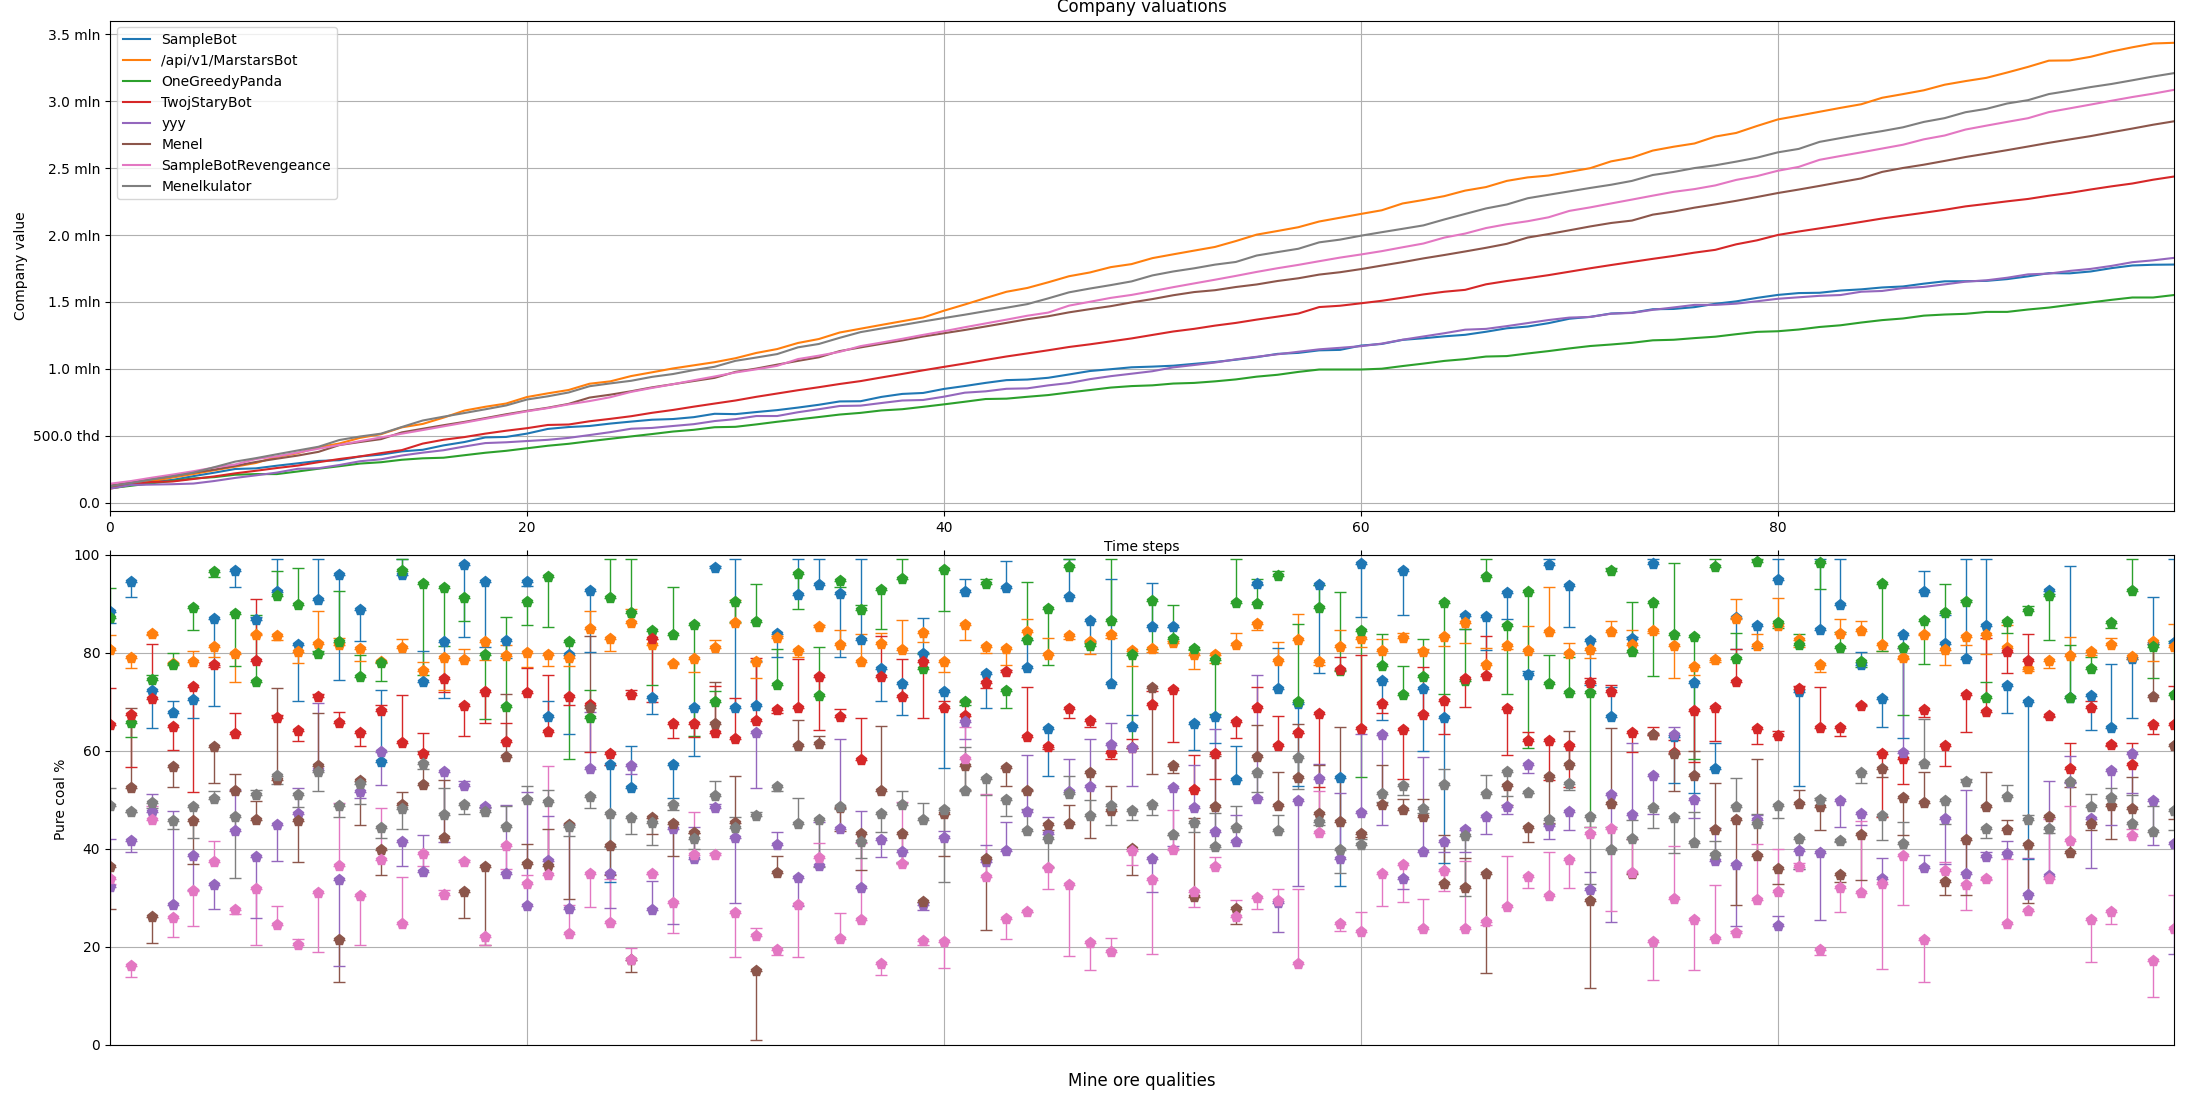 Company valuations
Company value
3.5 mln
3.0 mln
2.5 mln
2.0 mln
1.5 mln
1.0 mln
500.0 thd
0.0
SampleBot
/api/v1/MarstarsBot
OneGreedyPanda
TwojStaryBot
yyy
Menel
SampleBotRevengeance
Menelkulator
0 20 40 60 80
Time steps
Pure coal %
100
80
60
40
20
0
Mine ore qualities